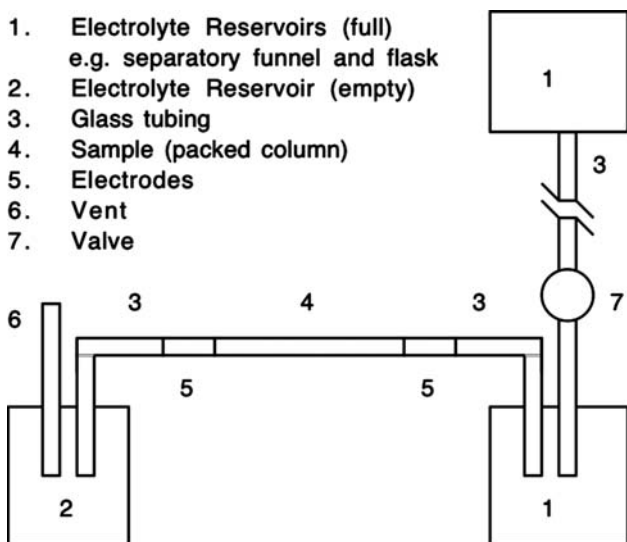 1. Electrolyte Reservoirs (full)
e.g. separatory funnel and flask
2. Electrolyte Reservoir (empty)
3. Glass tubing
4. Sample (packed column)
5. Electrodes
6. Vent
7. Valve
1
3
7
6
3
4
3
5
5
2
1